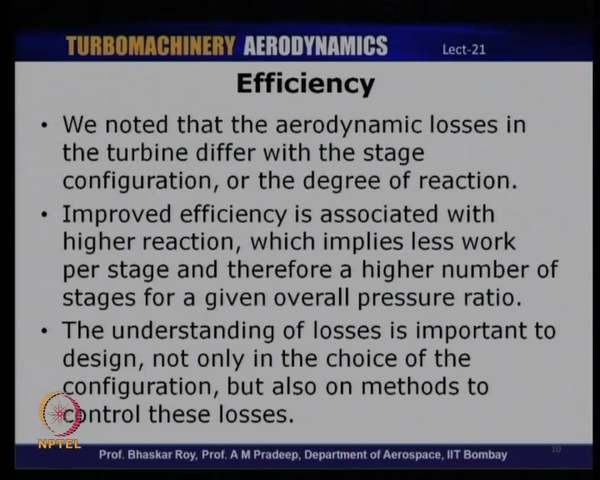 TURBOMACHINERY AERODYNAMICS Lect-21
Efficiency
• We noted that the aerodynamic losses in
the turbine differ with the stage
configuration, or the degree of reaction.
• Improved efficiency is associated with
higher reaction, which implies less work
per stage and therefore a higher number of
stages for a given overall pressure ratio.
• The understanding of losses is important to
design, not only in the choice of the
configuration, but also on methods to
control these losses.
NPTEL
Prof. Bhaskar Roy, Prof. A M Pradeep, Department of Aerospace, IIT Bombay
10